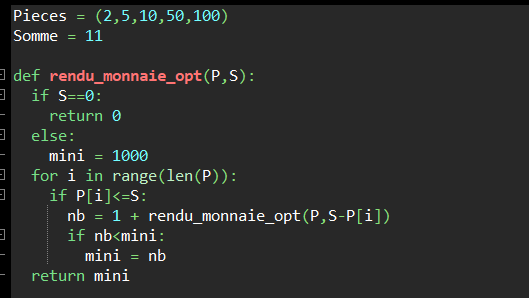 Pieces = (2,5,10,50,100)
Somme = 11
def rendu_monnaie_opt(P,S):
  if S==0:
    return 0
  else:
    mini = 1000
  for i in range(len(P)):
    if P[i]<=S:
      nb = 1 + rendu_monnaie_opt(P,S-P[i])
      if nb<mini:
        mini = nb
  return mini